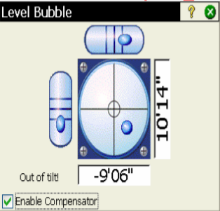 Level Bubble ?
10'14"
Out of tilt!
-9'06"
Enable Compensator